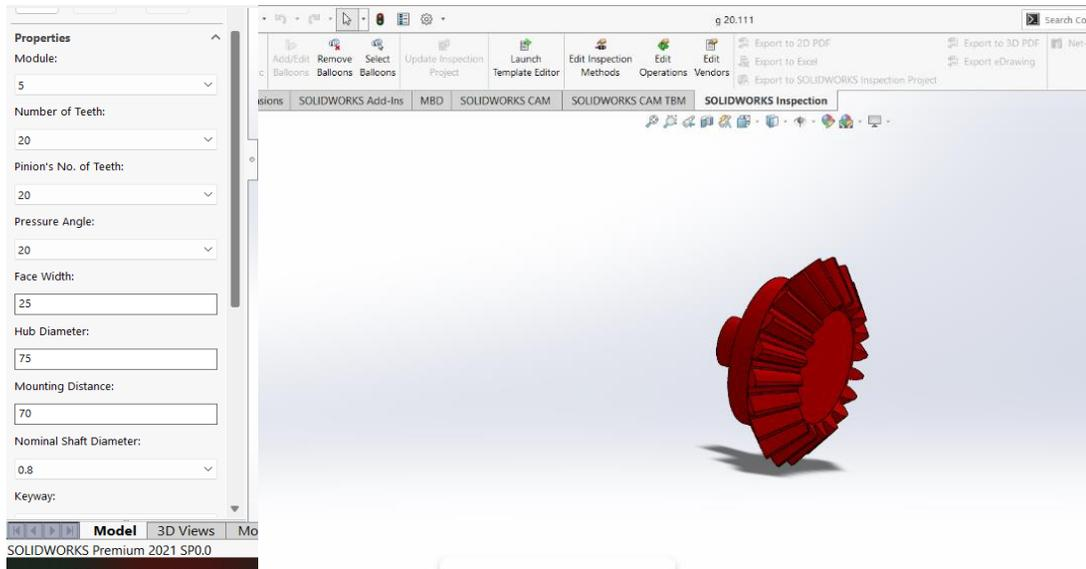 Properties
Module:
5
Number of Teeth:
20
Pinion's No. of Teeth:
20
Pressure Angle:
20
Face Width:
25
Hub Diameter:
75
Mounting Distance:
70
Nominal Shaft Diameter:
0.8
Keyway:
Model 3D Views Mo
SOLIDWORKS Premium 2021 SP0.0
g 20.111
Search Co
c
Add/Edit Balloons
Remove Balloons
Select Balloons
Update Inspection Project
Launch Template Editor
Edit Inspection Methods
Edit Operations
Edit Vendors
Export to 2D PDF
Export to Excel
Export to SOLIDWORKS Inspection Project
Export to 3D PDF
Export eDrawing
Net-
nsions SOLIDWORKS Add-Ins MBD SOLIDWORKS CAM SOLIDWORKS CAM TBM SOLIDWORKS Inspection